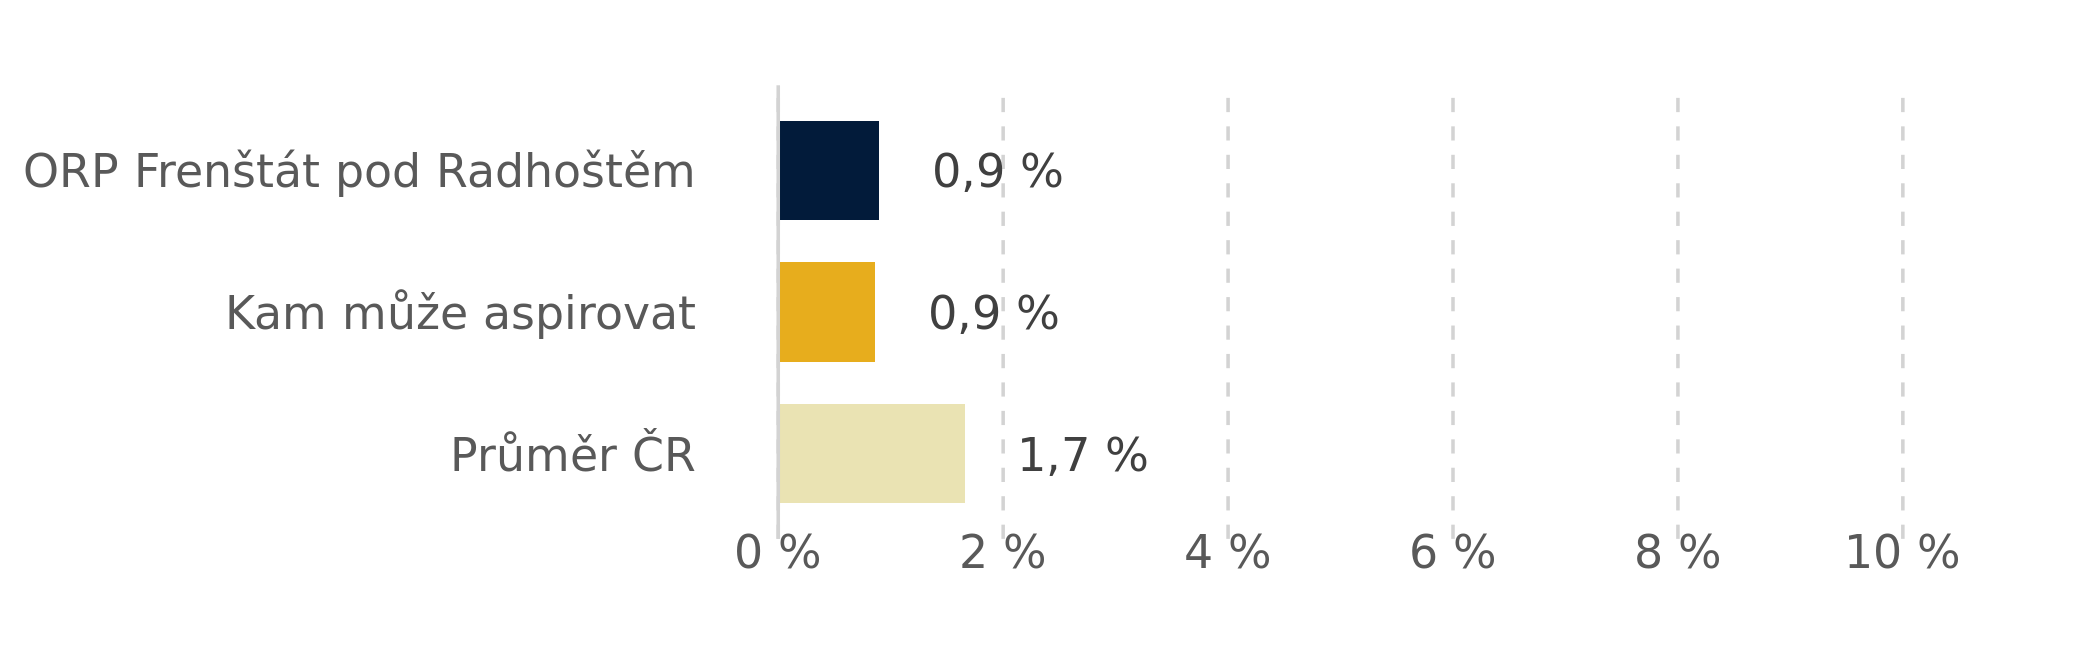 ORP Frenštát pod Radhoštěm 0,9 %
Kam může aspirovat 0,9 %
Průměr ČR 1,7 %
0 % 2 % 4 % 6 % 8 % 10 %